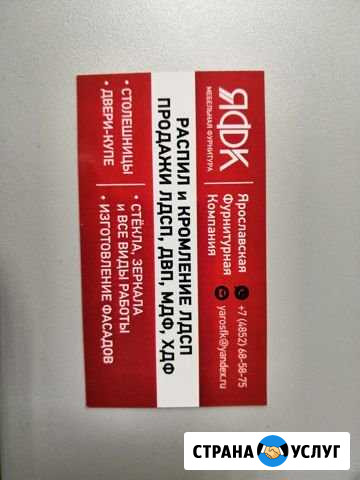 ЯФК
МЕБЕЛЬНАЯ ФУРНИТУРА
Ярославская
Фурнитурная
Компания
+7 (4852) 68-58-75
yarosfk@yandex.ru
РАСПИЛ и КРОМЛЕНИЕ ЛДСП
ПРОДАЖИ ЛДСП, ДВП, МДФ, ХДФ
• СТОЛЕШНИЦЫ
• ДВЕРИ-КУПЕ
• СТЁКЛА, ЗЕРКАЛА
и ВСЕ ВИДЫ РАБОТЫ
• ИЗГОТОВЛЕНИЕ ФАСАДОВ
СТРАНА УСЛУГ